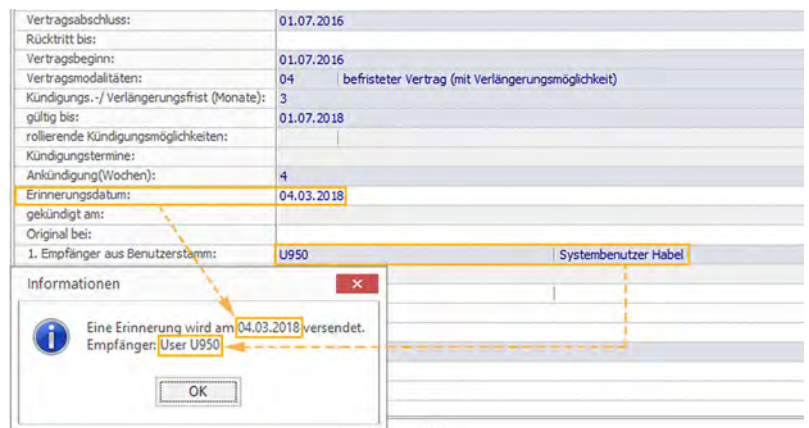 Vertragsabschluss: 01.07.2016
Rücktritt bis:
Vertragsbeginn: 01.07.2016
Vertragsmodalitäten: 04 befristeter Vertrag (mit Verlängerungsmöglichkeit)
Kündigungs.-/ Verlängerungsfrist (Monate): 3
gültig bis: 01.07.2018
rollierende Kündigungsmöglichkeiten:
Kündigungstermine:
Ankündigung(Wochen): 4
Erinnerungsdatum: 04.03.2018
gekündigt am:
Original bei:
1. Empfänger aus Benutzerstamm: U950 Systembenutzer Habel
Informationen
Eine Erinnerung wird am 04.03.2018 versendet.
Empfänger: User U950
OK